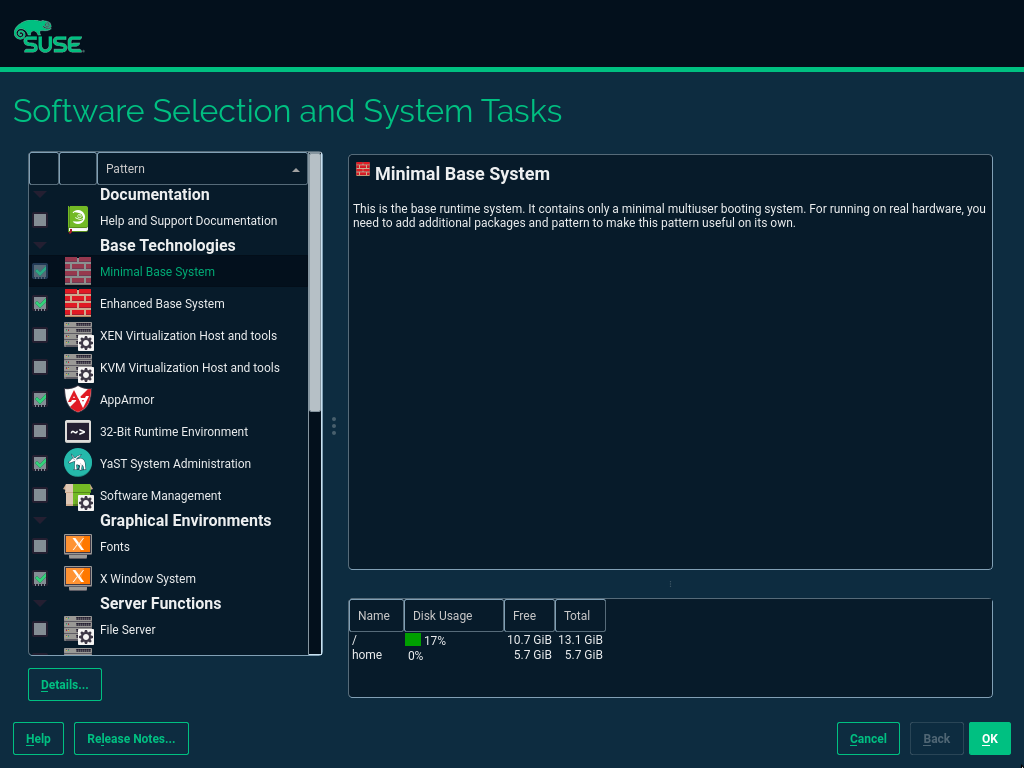 SUSE
Software Selection and System Tasks
Pattern
Documentation
Help and Support Documentation
Base Technologies
Minimal Base System
Enhanced Base System
XEN Virtualization Host and tools
KVM Virtualization Host and tools
AppArmor
~> 32-Bit Runtime Environment
YaST System Administration
Software Management
Graphical Environments
X Fonts
X X Window System
Server Functions
File Server
Details...
Minimal Base System
This is the base runtime system. It contains only a minimal multiuser booting system. For running on real hardware, you
need to add additional packages and pattern to make this pattern useful on its own.
Name Disk Usage Free Total
/ 17% 10.7 GiB 13.1 GiB
home 0% 5.7 GiB 5.7 GiB
Help Release Notes... Cancel Back OK